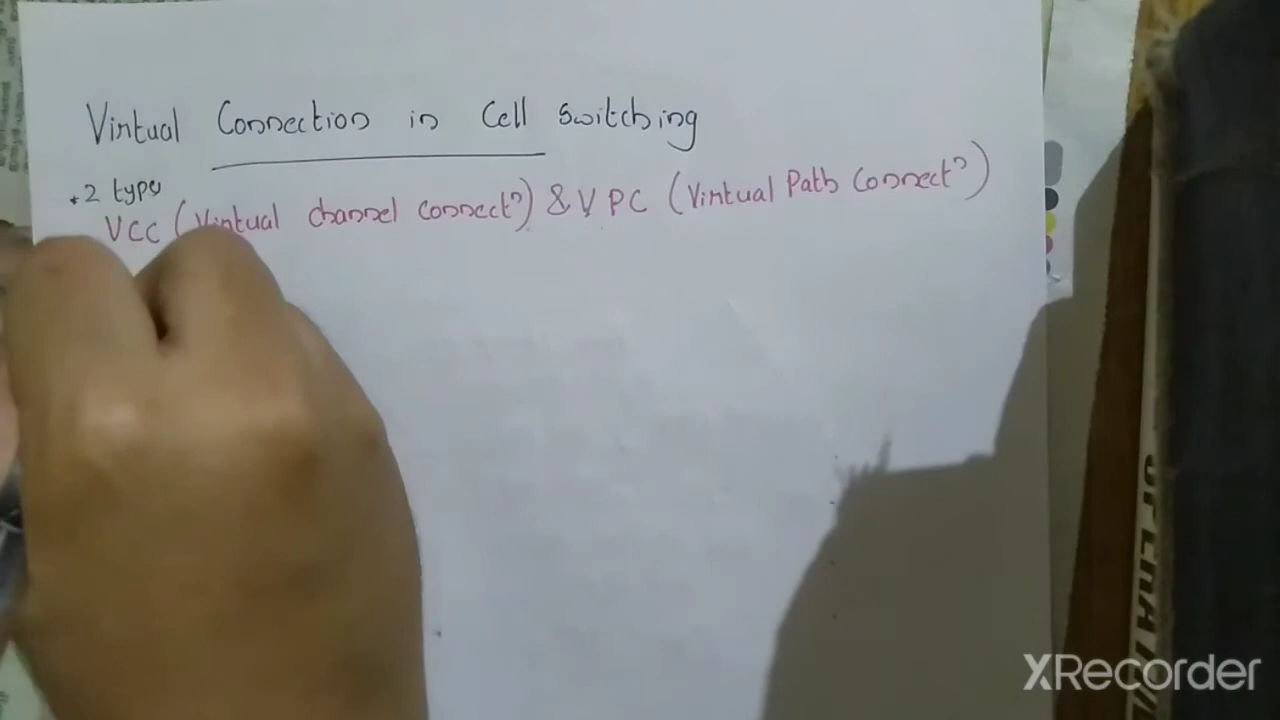 Virtual Connection in Cell Switching
2 type
VCC (Virtual channel connectⁿ) & VPC (Virtual Path Connectⁿ)
XRecorder